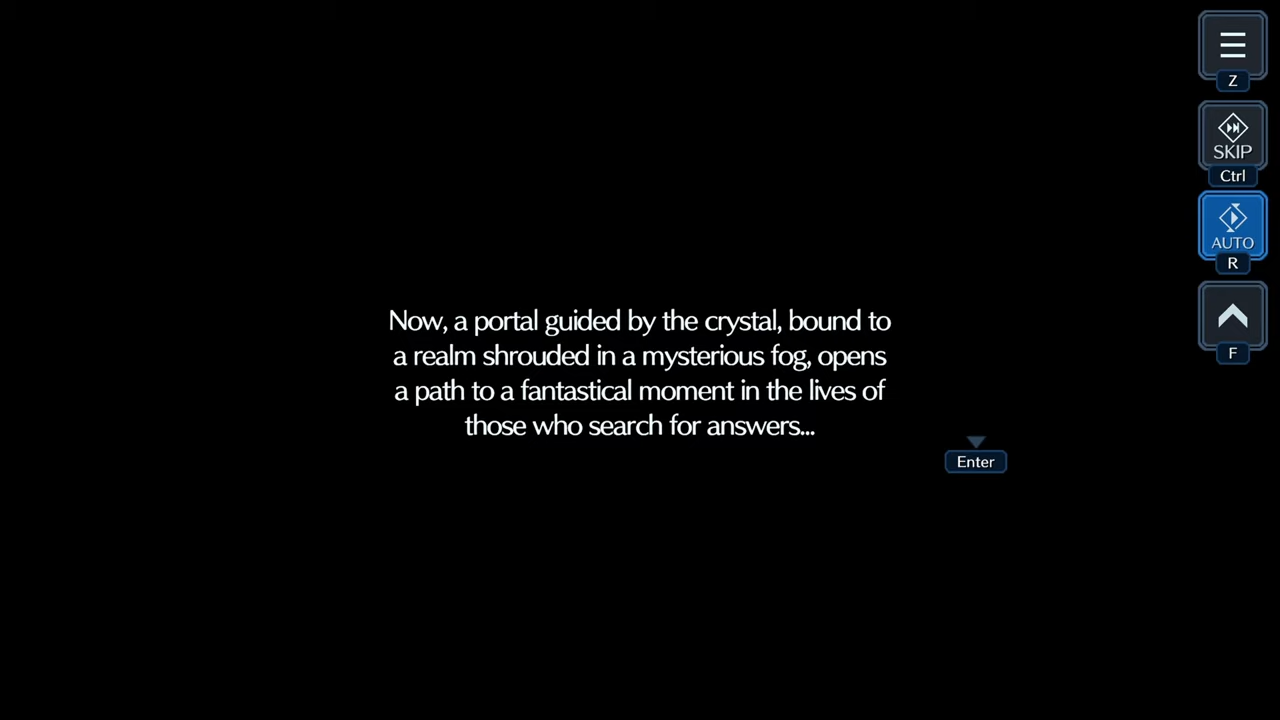 Z
SKIP
Ctrl
AUTO
R
F
Now, a portal guided by the crystal, bound to
a realm shrouded in a mysterious fog, opens
a path to a fantastical moment in the lives of
those who search for answers...
Enter